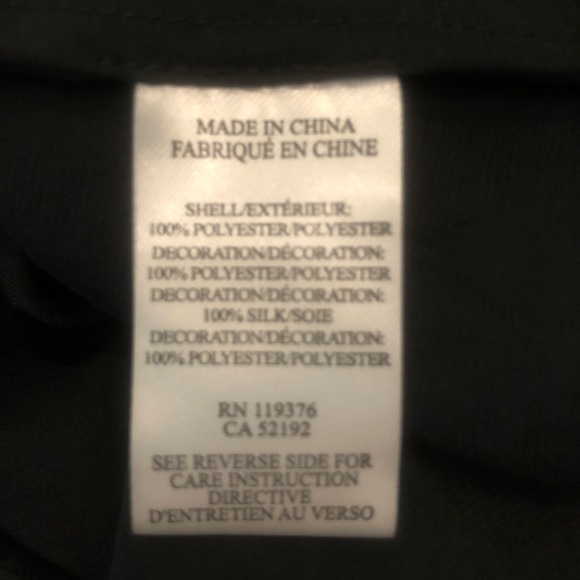 MADE IN CHINA
FABRIQUÉ EN CHINE
SHELL/EXTÉRIEUR:
100% POLYESTER/POLYESTER
DECORATION/DÉCORATION:
100% POLYESTER/POLYESTER
DECORATION/DÉCORATION:
100% SILK/SOIE
DECORATION/DÉCORATION:
100% POLYESTER/POLYESTER
RN 119376
CA 52192
SEE REVERSE SIDE FOR
CARE INSTRUCTION
DIRECTIVE
D'ENTRETIEN AU VERSO